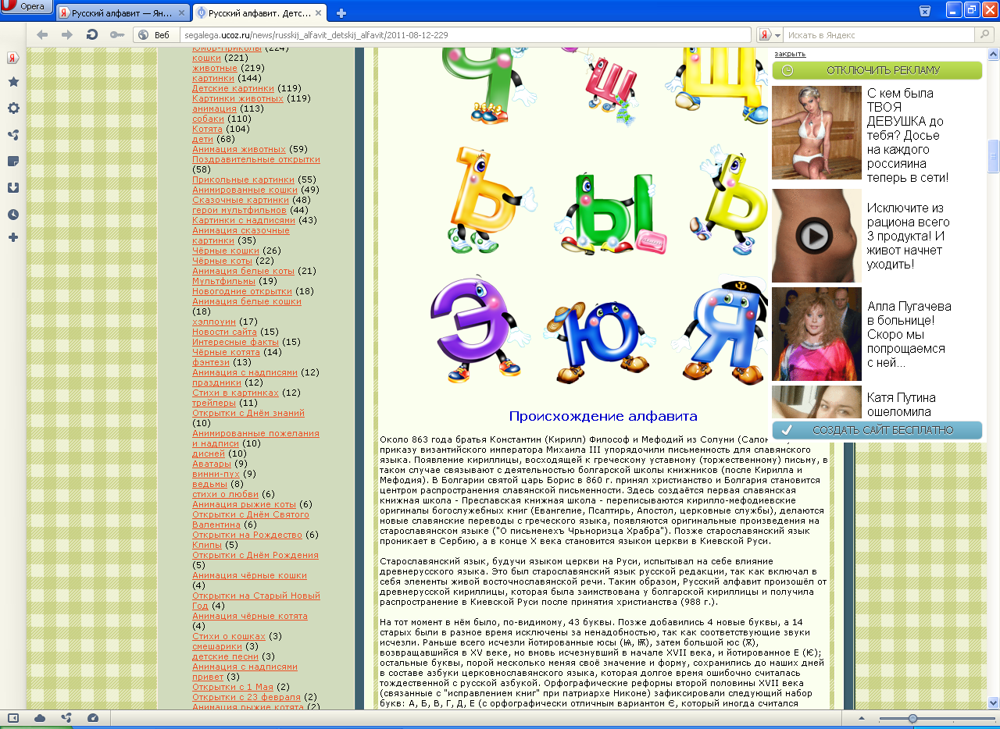 Opera
Русский алфавит — Ян...
Русский алфавит. Детс...
Веб
segalega.ucoz.ru/news/russkij_alfavit_detskij_alfavit/2011-08-12-229
Искать в Яндекс
Юмор-приколы (224)
кошки (221)
животные (219)
картинки (144)
Детские картинки (119)
Картинки животных (119)
анимация (113)
собаки (110)
Котята (104)
дети (68)
Анимация животных (59)
Поздравительные открытки
(58)
Прикольные картинки (55)
Анимированные кошки (49)
Сказочные картинки (48)
герои мультфильмов (44)
Картинки с надписями (43)
Анимация сказочные
картинки (35)
Чёрные кошки (26)
Чёрные коты (22)
Анимация белые коты (21)
Мультфильмы (19)
Новогодние открытки (18)
Анимация белые кошки
(18)
хэллоуин (17)
Новости сайта (15)
Интересные факты (15)
Чёрные котята (14)
фэнтези (13)
Анимация с надписями (12)
праздники (12)
Стихи в картинках (12)
трейлеры (11)
Открытки с Днём знаний
(10)
Анимированные пожелания
и надписи (10)
дисней (10)
Аватары (9)
винни-пух (9)
ведьмы (8)
стихи о любви (6)
Анимация рыжие коты (6)
Открытки с Днём Святого
Валентина (6)
Открытки на Рождество (6)
Клипы (5)
Открытки с Днём Рождения
(5)
Анимация чёрные кошки
(4)
Открытки на Старый Новый
Год (4)
Анимация чёрные котята
(4)
Стихи о кошках (3)
смешарики (3)
детские песни (3)
Анимация с надписями
привет (3)
Открытки с 1 Мая (2)
Открытки с 23 февраля (2)
Анимация рыжие котята (2)
Ч Ш Щ
Ъ Ы Ь
Э Ю Я
Происхождение алфавита
Около 863 года братья Константин (Кирилл) Философ и Мефодий из Солуни (Салон
приказу византийского императора Михаила III упорядочили письменность для славянского
языка. Появление кириллицы, восходящей к греческому уставному (торжественному) письму, в
таком случае связывают с деятельностью болгарской школы книжников (после Кирилла и
Мефодия). В Болгарии святой царь Борис в 860 г. принял христианство и Болгария становится
центром распространения славянской письменности. Здесь создаётся первая славянская
книжная школа - Преславская книжная школа - переписываются кирилло-мефодиевские
оригиналы богослужебных книг (Евангелие, Псалтирь, Апостол, церковные службы), делаются
новые славянские переводы с греческого языка, появляются оригинальные произведения на
старославянском языке ("О письменехъ Чрьноризца Храбра"). Позже старославянский язык
проникает в Сербию, а в конце X века становится языком церкви в Киевской Руси.
Старославянский язык, будучи языком церкви на Руси, испытывал на себе влияние
древнерусского языка. Это был старославянский язык русской редакции, так как включал в
себя элементы живой восточнославянской речи. Таким образом, Русский алфавит произошёл от
древнерусской кириллицы, которая была заимствована у болгарской кириллицы и получила
распространение в Киевской Руси после принятия христианства (988 г.).
На тот момент в нём было, по-видимому, 43 буквы. Позже добавились 4 новые буквы, а 14
старых были в разное время исключены за ненадобностью, так как соответствующие звуки
исчезли. Раньше всего исчезли йотированные юсы (Ѩ, Ѭ), затем большой юс (Ѫ),
возвращавшийся в XV веке, но вновь исчезнувший в начале XVII века, и йотированное Е (Ѥ);
остальные буквы, порой несколько меняя своё значение и форму, сохранились до наших дней
в составе азбуки церковнославянского языка, которая долгое время ошибочно считалась
тождественной с русской азбукой. Орфографические реформы второй половины XVII века
(связанные с "исправлением книг" при патриархе Никоне) зафиксировали следующий набор
букв: А, Б, В, Г, Д, Е (с орфографически отличным вариантом Є, который иногда считался
закрыть
ОТКЛЮЧИТЬ РЕКЛАМУ
С кем была
ТВОЯ
ДЕВУШКА до
тебя? Досье
на каждого
россияина
теперь в сети!
Исключите из
рациона всего
3 продукта! И
живот начнет
уходить!
Алла Пугачева
в больнице!
Скоро мы
попрощаемся
с ней...
Катя Путина
ошеломила
СОЗДАТЬ САЙТ БЕСПЛАТНО